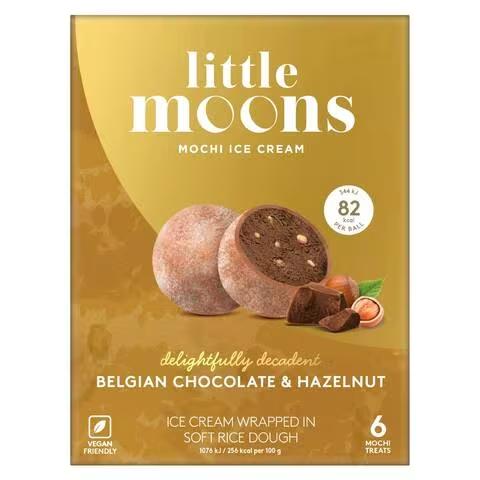 little
moons
MOCHI ICE CREAM
344 kJ
82
kcal
PER BALL
delightfully decadent
BELGIAN CHOCOLATE & HAZELNUT
ICE CREAM WRAPPED IN
SOFT RICE DOUGH
1076 kJ / 256 kcal per 100 g
VEGAN
FRIENDLY
6
MOCHI
TREATS